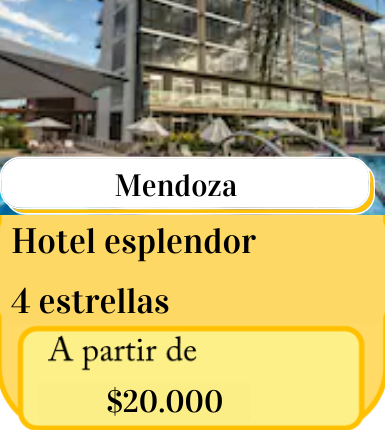 Mendoza
Hotel esplendor
4 estrellas
A partir de
$20.000